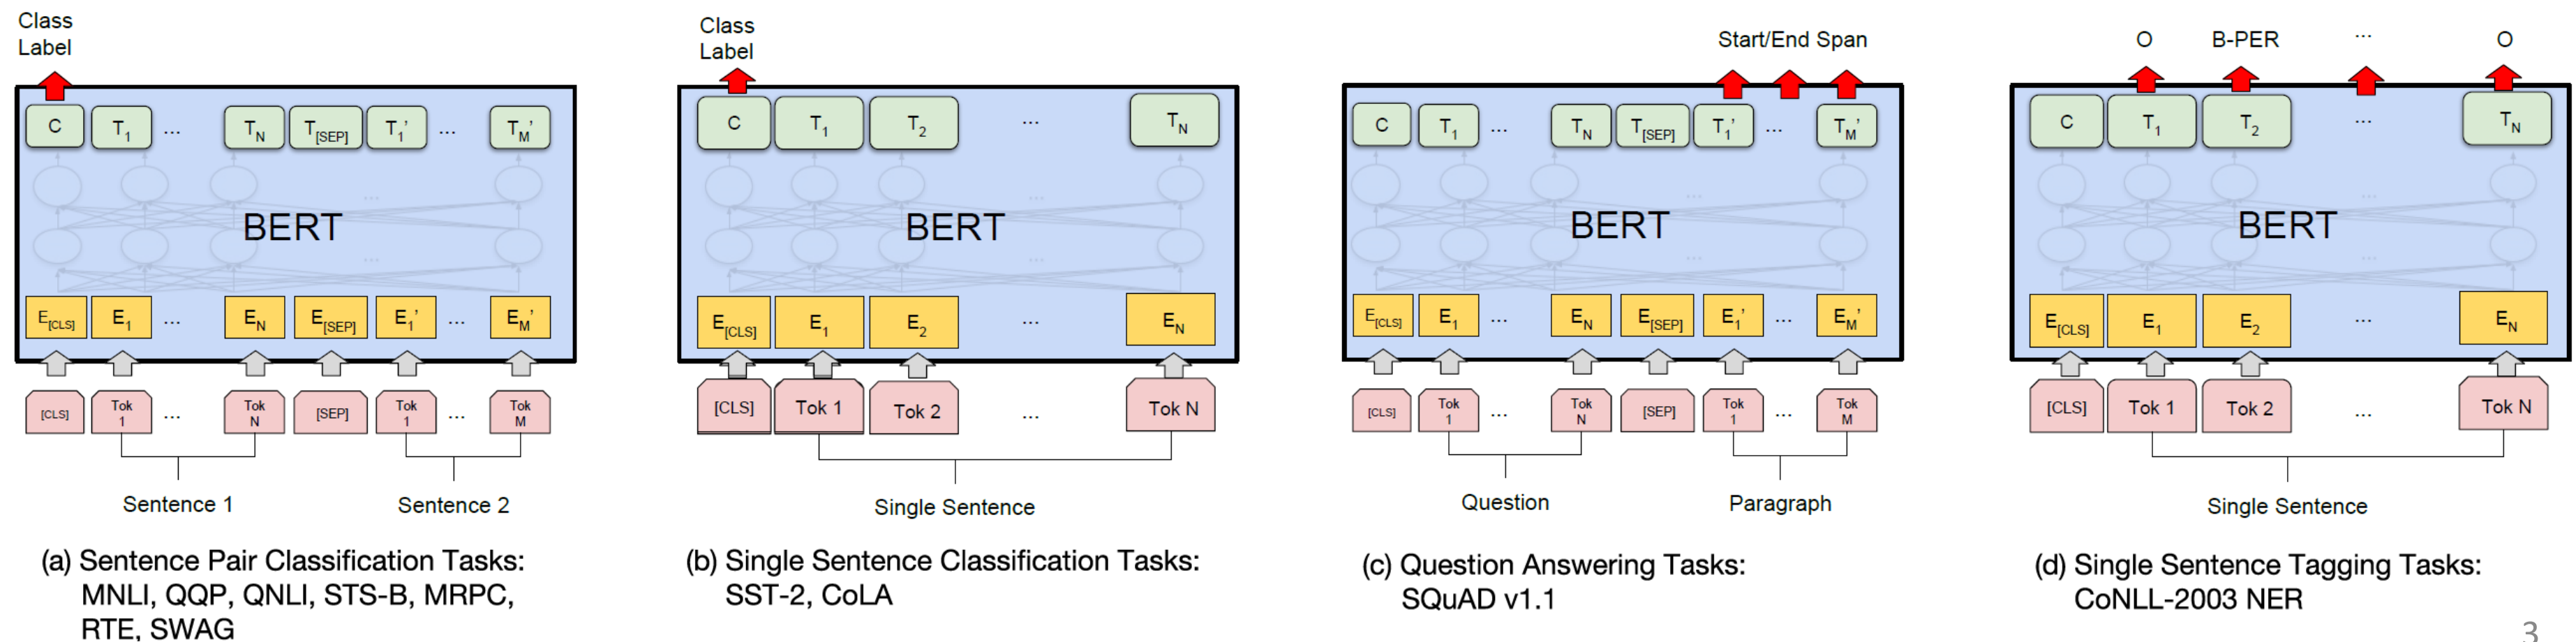 Class
Label
C T1 ... TN T[SEP] T1' ... TM'
...
BERT
...
E[CLS] E1 ... EN E[SEP] E1' ... EM'
[CLS] Tok 1 ... Tok N [SEP] Tok 1 ... Tok M
Sentence 1 Sentence 2
(a) Sentence Pair Classification Tasks:
MNLI, QQP, QNLI, STS-B, MRPC,
RTE, SWAG
Class
Label
C T1 T2 ... TN
...
BERT
...
E[CLS] E1 E2 ... EN
[CLS] Tok 1 Tok 2 ... Tok N
Single Sentence
(b) Single Sentence Classification Tasks:
SST-2, CoLA
Start/End Span
C T1 ... TN T[SEP] T1' ... TM'
...
BERT
...
E[CLS] E1 ... EN E[SEP] E1' ... EM'
[CLS] Tok 1 ... Tok N [SEP] Tok 1 ... Tok M
Question Paragraph
(c) Question Answering Tasks:
SQuAD v1.1
O B-PER ... O
C T1 T2 ... TN
...
BERT
...
E[CLS] E1 E2 ... EN
[CLS] Tok 1 Tok 2 ... Tok N
Single Sentence
(d) Single Sentence Tagging Tasks:
CoNLL-2003 NER
3